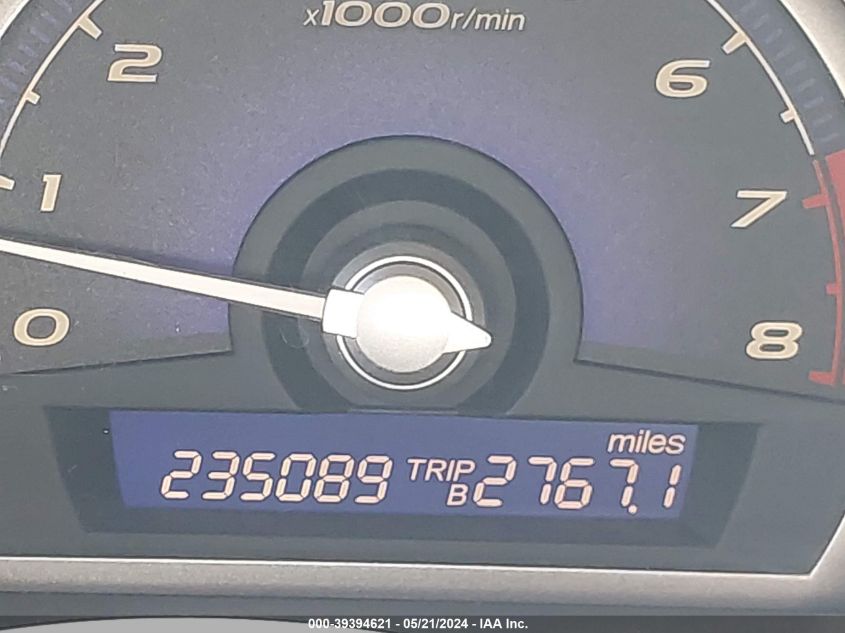 x1000r/min
2
6
1
7
0
8
miles
235089 TRIP B 2767.1
000-39394621 - 05/21/2024 - IAA Inc.